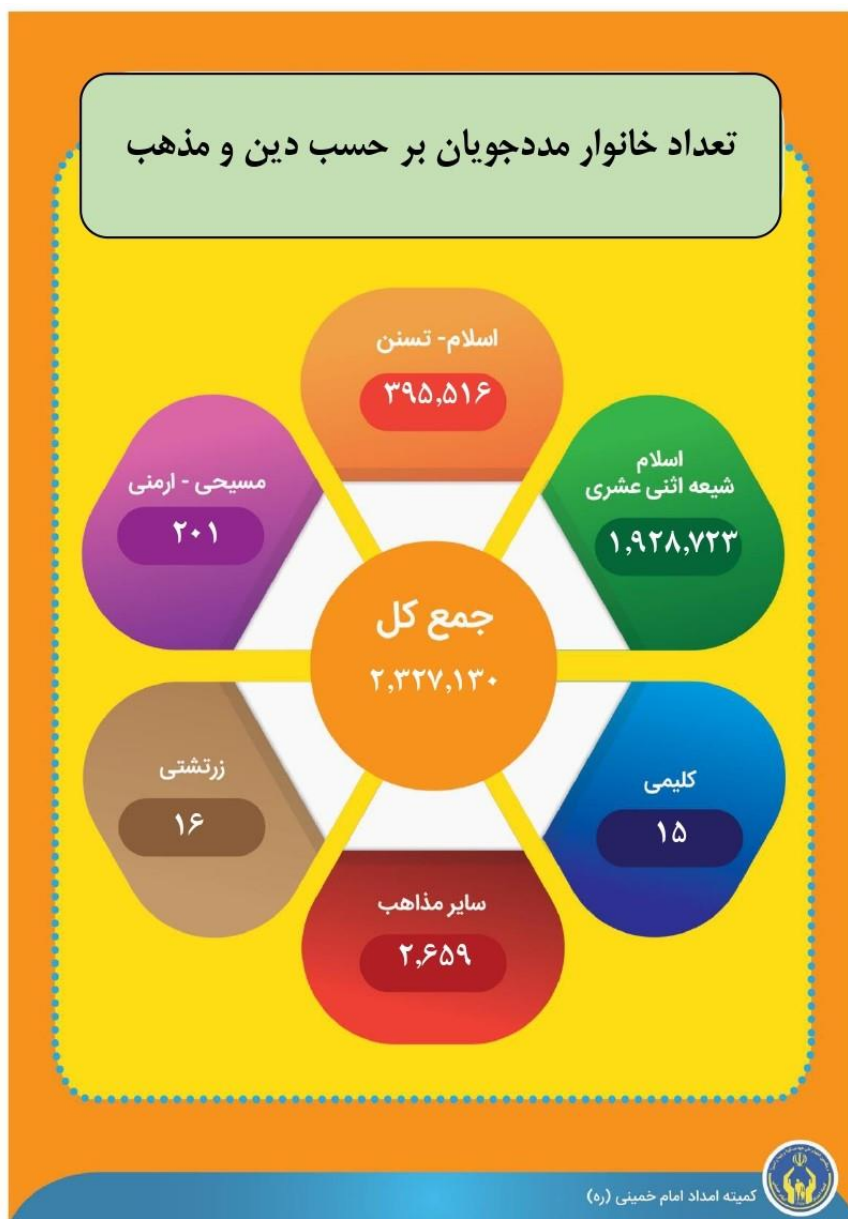 تعداد خانوار مددجویان بر حسب دین و مذهب
اسلام- تسنن
۳۹۵,۵۱۶
اسلام
شیعه اثنی عشری
۱,۹۲۸,۷۲۳
مسیحی - ارمنی
۲۰۱
جمع کل
۲,۳۲۷,۱۳۰
کلیمی
۱۵
زرتشتی
۱۶
سایر مذاهب
۲,۶۵۹
کمیته امداد امام خمینی (ره)